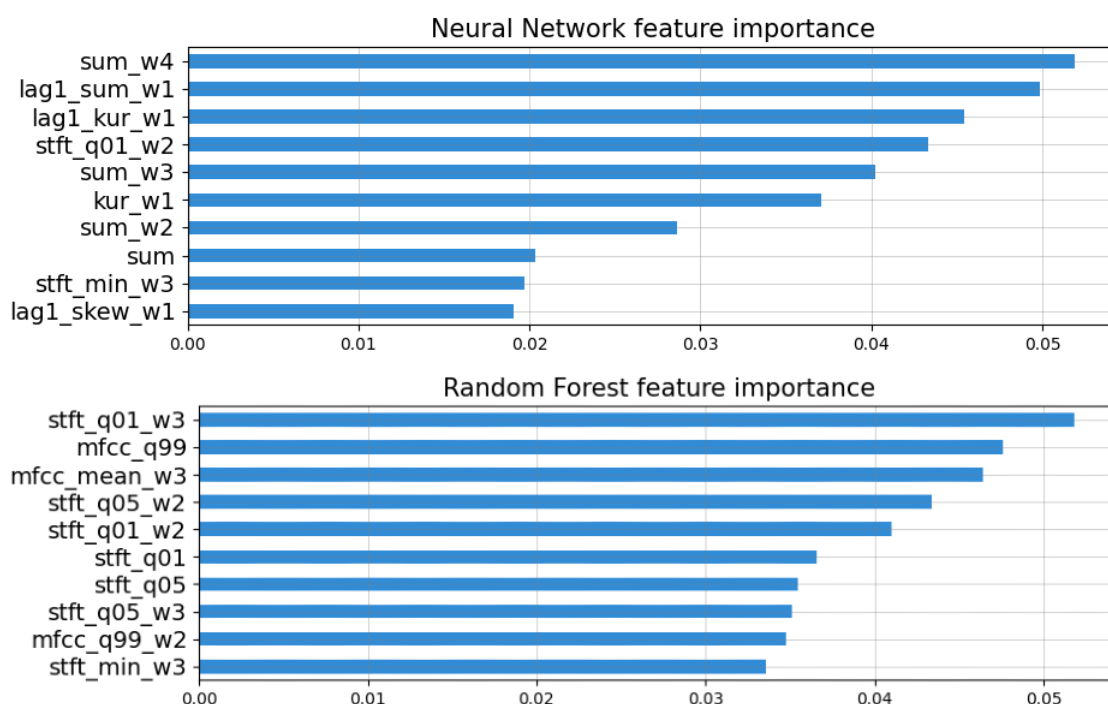 Neural Network feature importance
sum_w4
lag1_sum_w1
lag1_kur_w1
stft_q01_w2
sum_w3
kur_w1
sum_w2
sum
stft_min_w3
lag1_skew_w1
0.00 0.01 0.02 0.03 0.04 0.05
Random Forest feature importance
stft_q01_w3
mfcc_q99
mfcc_mean_w3
stft_q05_w2
stft_q01_w2
stft_q01
stft_q05
stft_q05_w3
mfcc_q99_w2
stft_min_w3
0.00 0.01 0.02 0.03 0.04 0.05